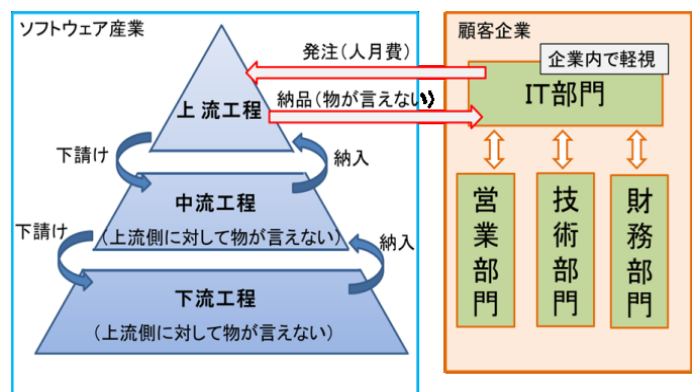 ソフトウェア産業
上流工程
下請け
納入
中流工程
(上流側に対して物が言えない)
下請け
納入
下流工程
(上流側に対して物が言えない)
発注(人月費)
納品(物が言えない)
顧客企業
企業内で軽視
IT部門
営業部門
技術部門
財務部門